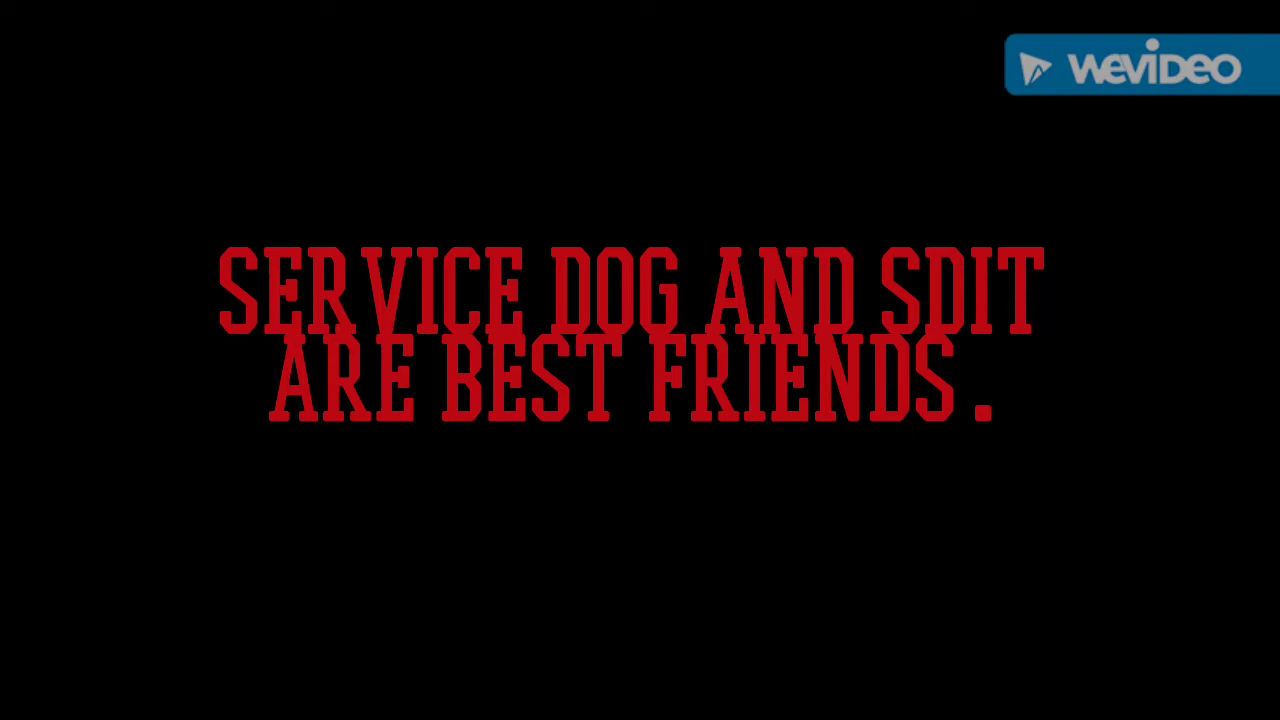 WEVIDEO
SERVICE DOG AND SDIT
ARE BEST FRIENDS .